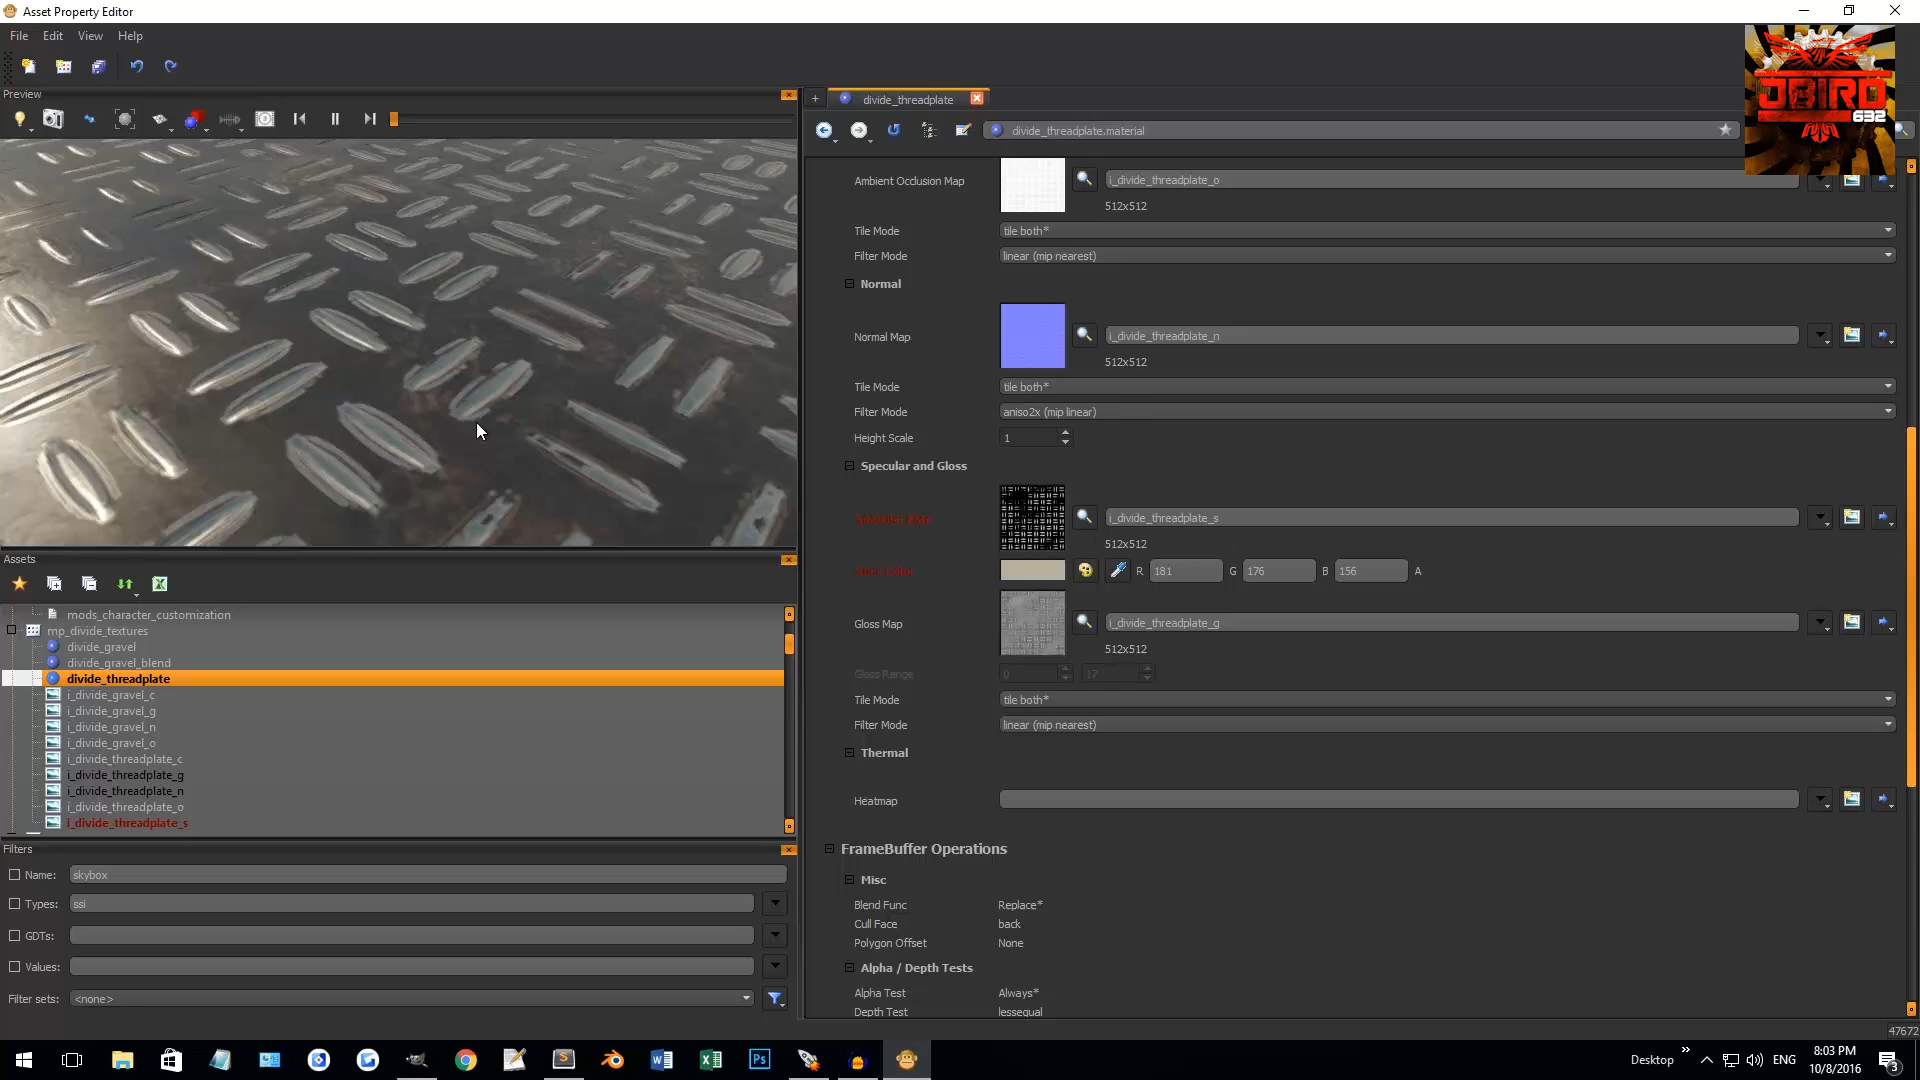 Asset Property Editor
File Edit View Help
Preview
divide_threadplate
divide_threadplate.material
JBIRD
632
Ambient Occlusion Map
i_divide_threadplate_o
512x512
Tile Mode
tile both*
Filter Mode
linear (mip nearest)
Normal
Normal Map
i_divide_threadplate_n
512x512
Tile Mode
tile both*
Filter Mode
aniso2x (mip linear)
Height Scale
1
Specular and Gloss
i_divide_threadplate_s
512x512
R 181 G 176 B 156 A
Gloss Map
i_divide_threadplate_g
512x512
Gloss Range
0 17
Tile Mode
tile both*
Filter Mode
linear (mip nearest)
Thermal
Heatmap
FrameBuffer Operations
Misc
Blend Func
Replace*
Cull Face
back
Polygon Offset
None
Alpha / Depth Tests
Alpha Test
Always*
Depth Test
lessequal
47672
Assets
mods_character_customization
mp_divide_textures
divide_gravel
divide_gravel_blend
divide_threadplate
i_divide_gravel_c
i_divide_gravel_g
i_divide_gravel_n
i_divide_gravel_o
i_divide_threadplate_c
i_divide_threadplate_g
i_divide_threadplate_n
i_divide_threadplate_o
i_divide_threadplate_s
Filters
Name: skybox
Types: ssi
GDTs:
Values:
Filter sets: <none>
Desktop
ENG
8:03 PM
10/8/2016
3